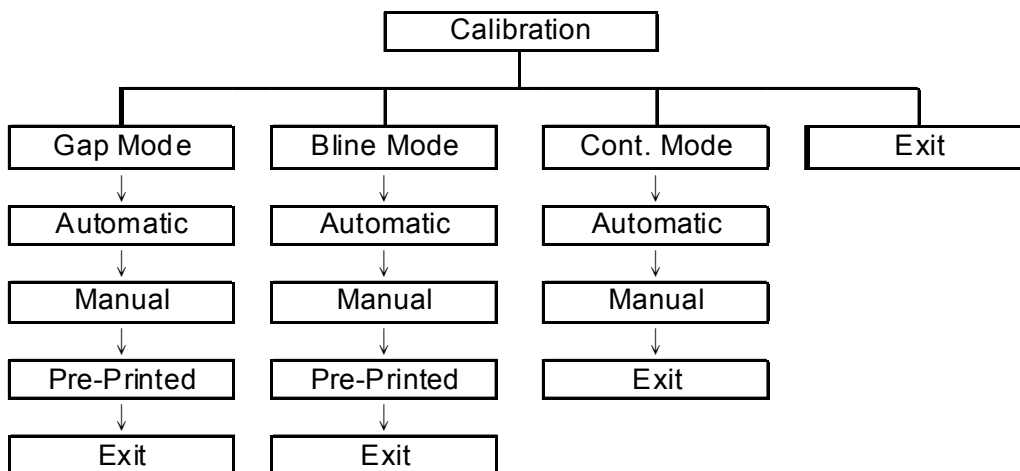 Calibration
Gap Mode
Bline Mode
Cont. Mode
Exit
Automatic
Automatic
Automatic
Manual
Manual
Manual
Pre-Printed
Pre-Printed
Exit
Exit
Exit